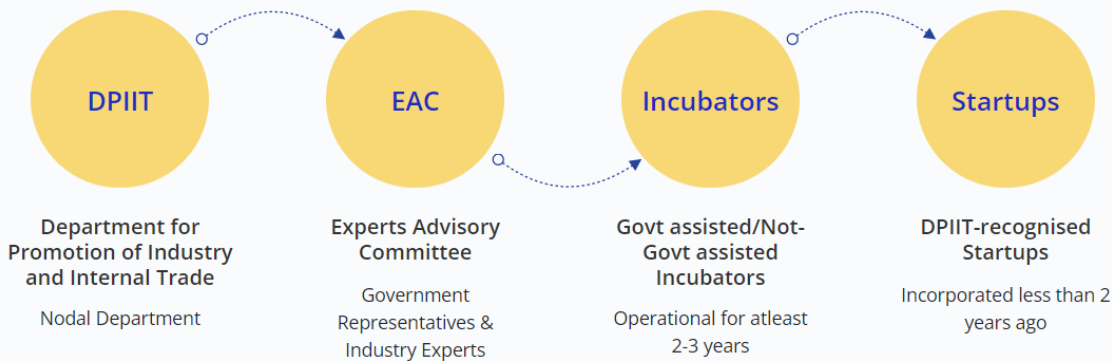 DPIIT
EAC
Incubators
Startups
Department for
Promotion of Industry
and Internal Trade
Nodal Department
Experts Advisory
Committee
Government
Representatives &
Industry Experts
Govt assisted/Not-
Govt assisted
Incubators
Operational for atleast
2-3 years
DPIIT-recognised
Startups
Incorporated less than 2
years ago